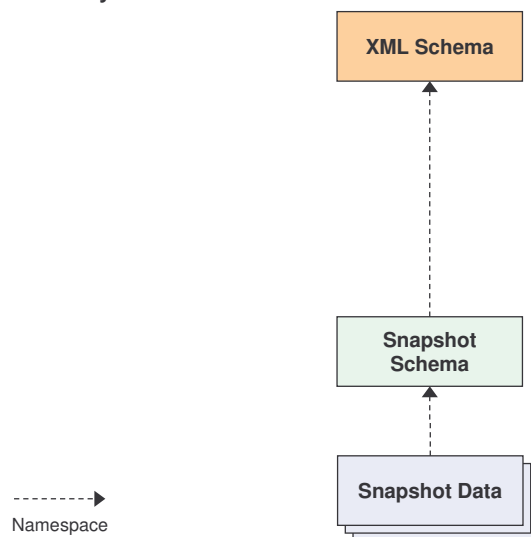 XML Schema
Snapshot
Schema
Snapshot Data
Namespace